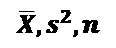 X̅, s², n